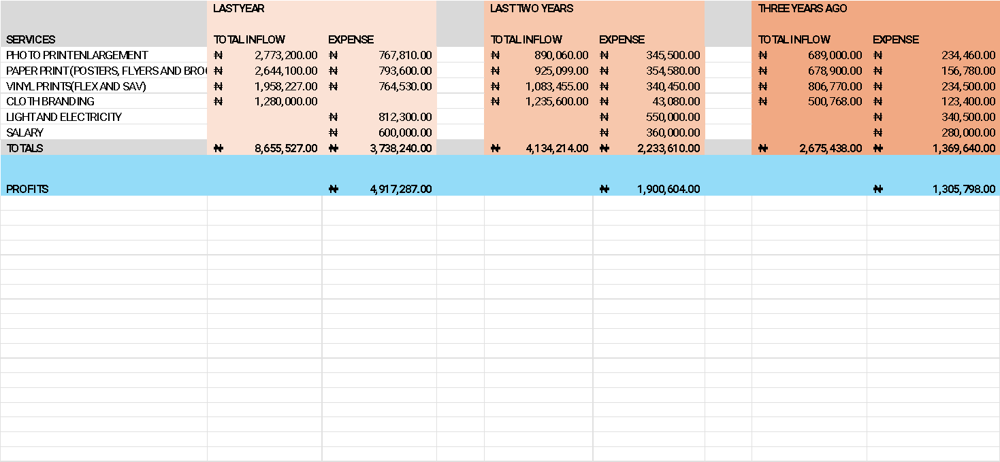 LAST YEAR LAST TWO YEARS THREE YEARS AGO
SERVICES TOTAL INFLOW EXPENSE TOTAL INFLOW EXPENSE TOTAL INFLOW EXPENSE
PHOTO PRINT ENLARGEMENT ₦ 2,773,200.00 ₦ 767,810.00 ₦ 890,060.00 ₦ 345,500.00 ₦ 689,000.00 ₦ 234,460.00
PAPER PRINT (POSTERS, FLYERS AND BRO ₦ 2,644,100.00 ₦ 793,600.00 ₦ 925,099.00 ₦ 354,580.00 ₦ 678,900.00 ₦ 156,780.00
VINYL PRINTS(FLEX AND SAV) ₦ 1,958,227.00 ₦ 764,530.00 ₦ 1,083,455.00 ₦ 340,450.00 ₦ 806,770.00 ₦ 234,500.00
CLOTH BRANDING ₦ 1,280,000.00 ₦ 1,235,600.00 ₦ 43,080.00 ₦ 500,768.00 ₦ 123,400.00
LIGHT AND ELECTRICITY ₦ 812,300.00 ₦ 550,000.00 ₦ 340,500.00
SALARY ₦ 600,000.00 ₦ 360,000.00 ₦ 280,000.00
TOTALS ₦ 8,655,527.00 ₦ 3,738,240.00 ₦ 4,134,214.00 ₦ 2,233,610.00 ₦ 2,675,438.00 ₦ 1,369,640.00
PROFITS ₦ 4,917,287.00 ₦ 1,900,604.00 ₦ 1,305,798.00